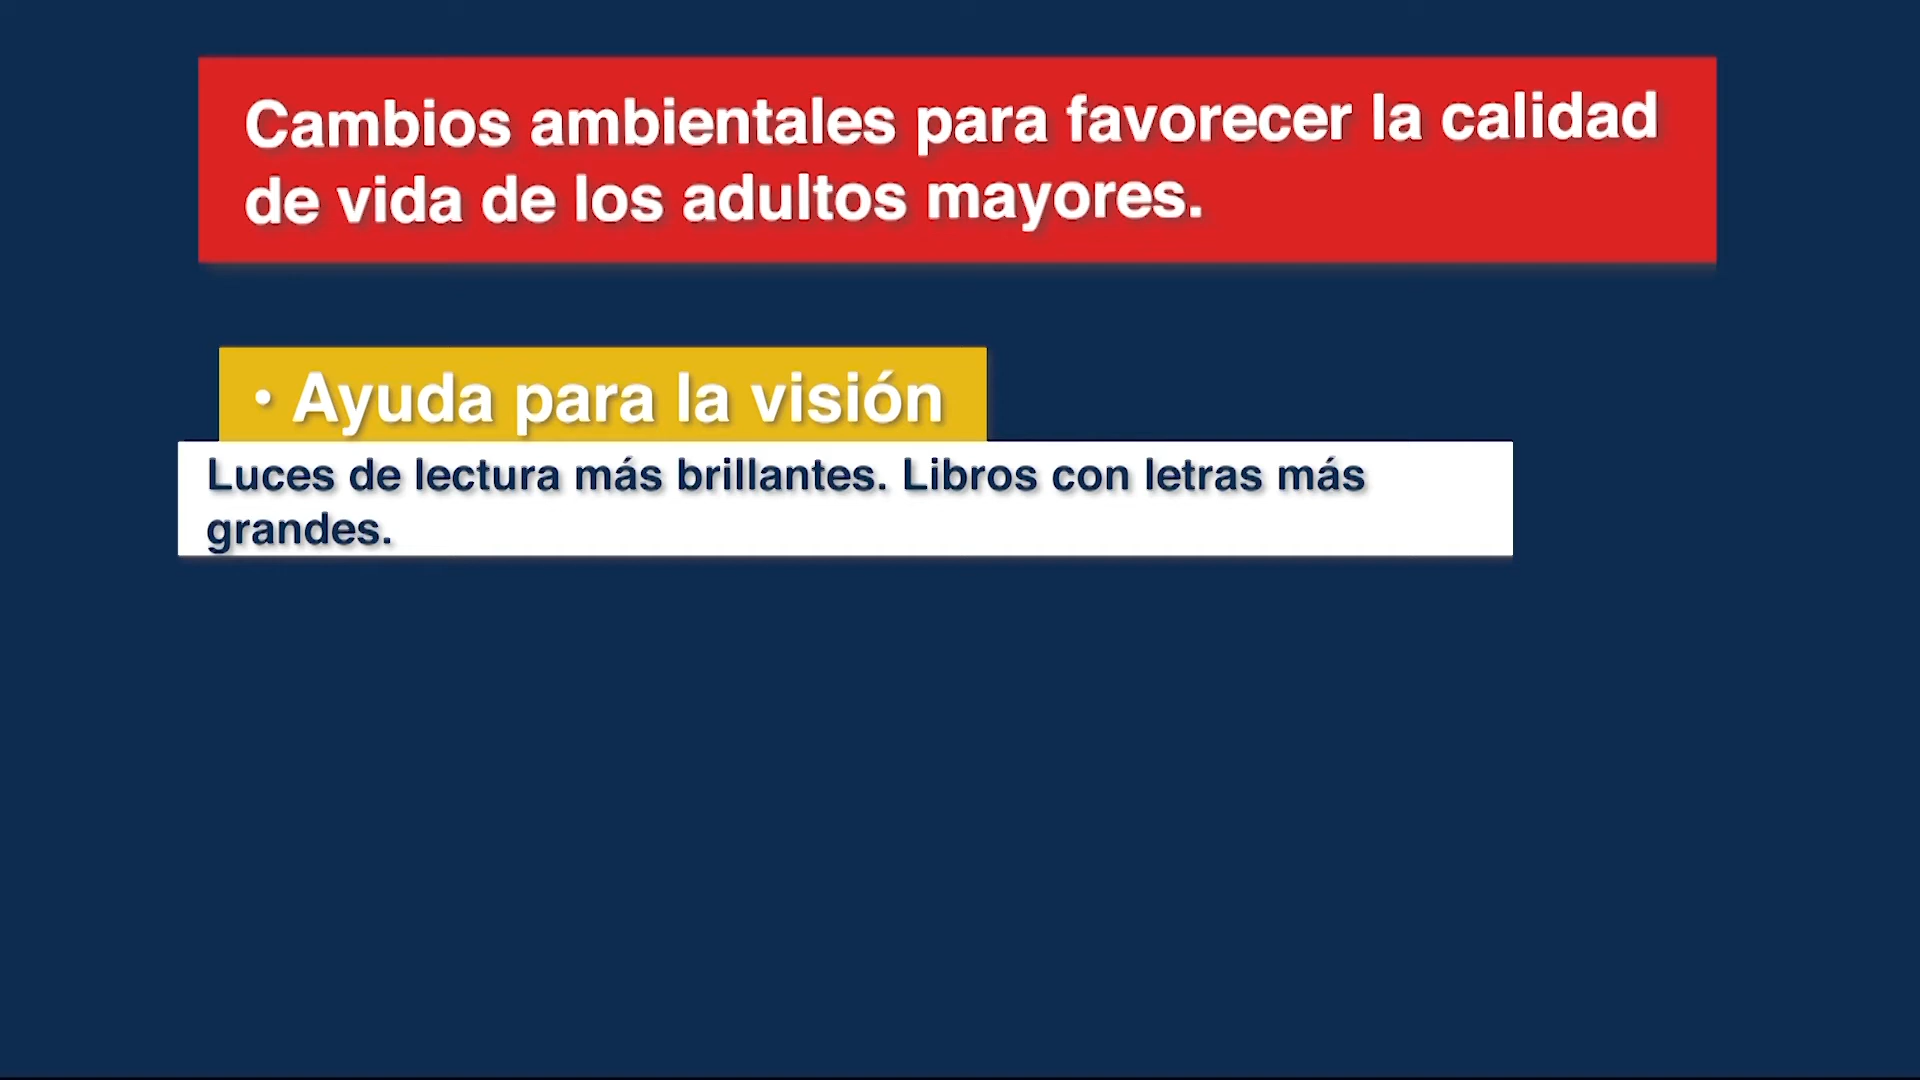 Cambios ambientales para favorecer la calidad
de vida de los adultos mayores.
• Ayuda para la visión
Luces de lectura más brillantes. Libros con letras más
grandes.